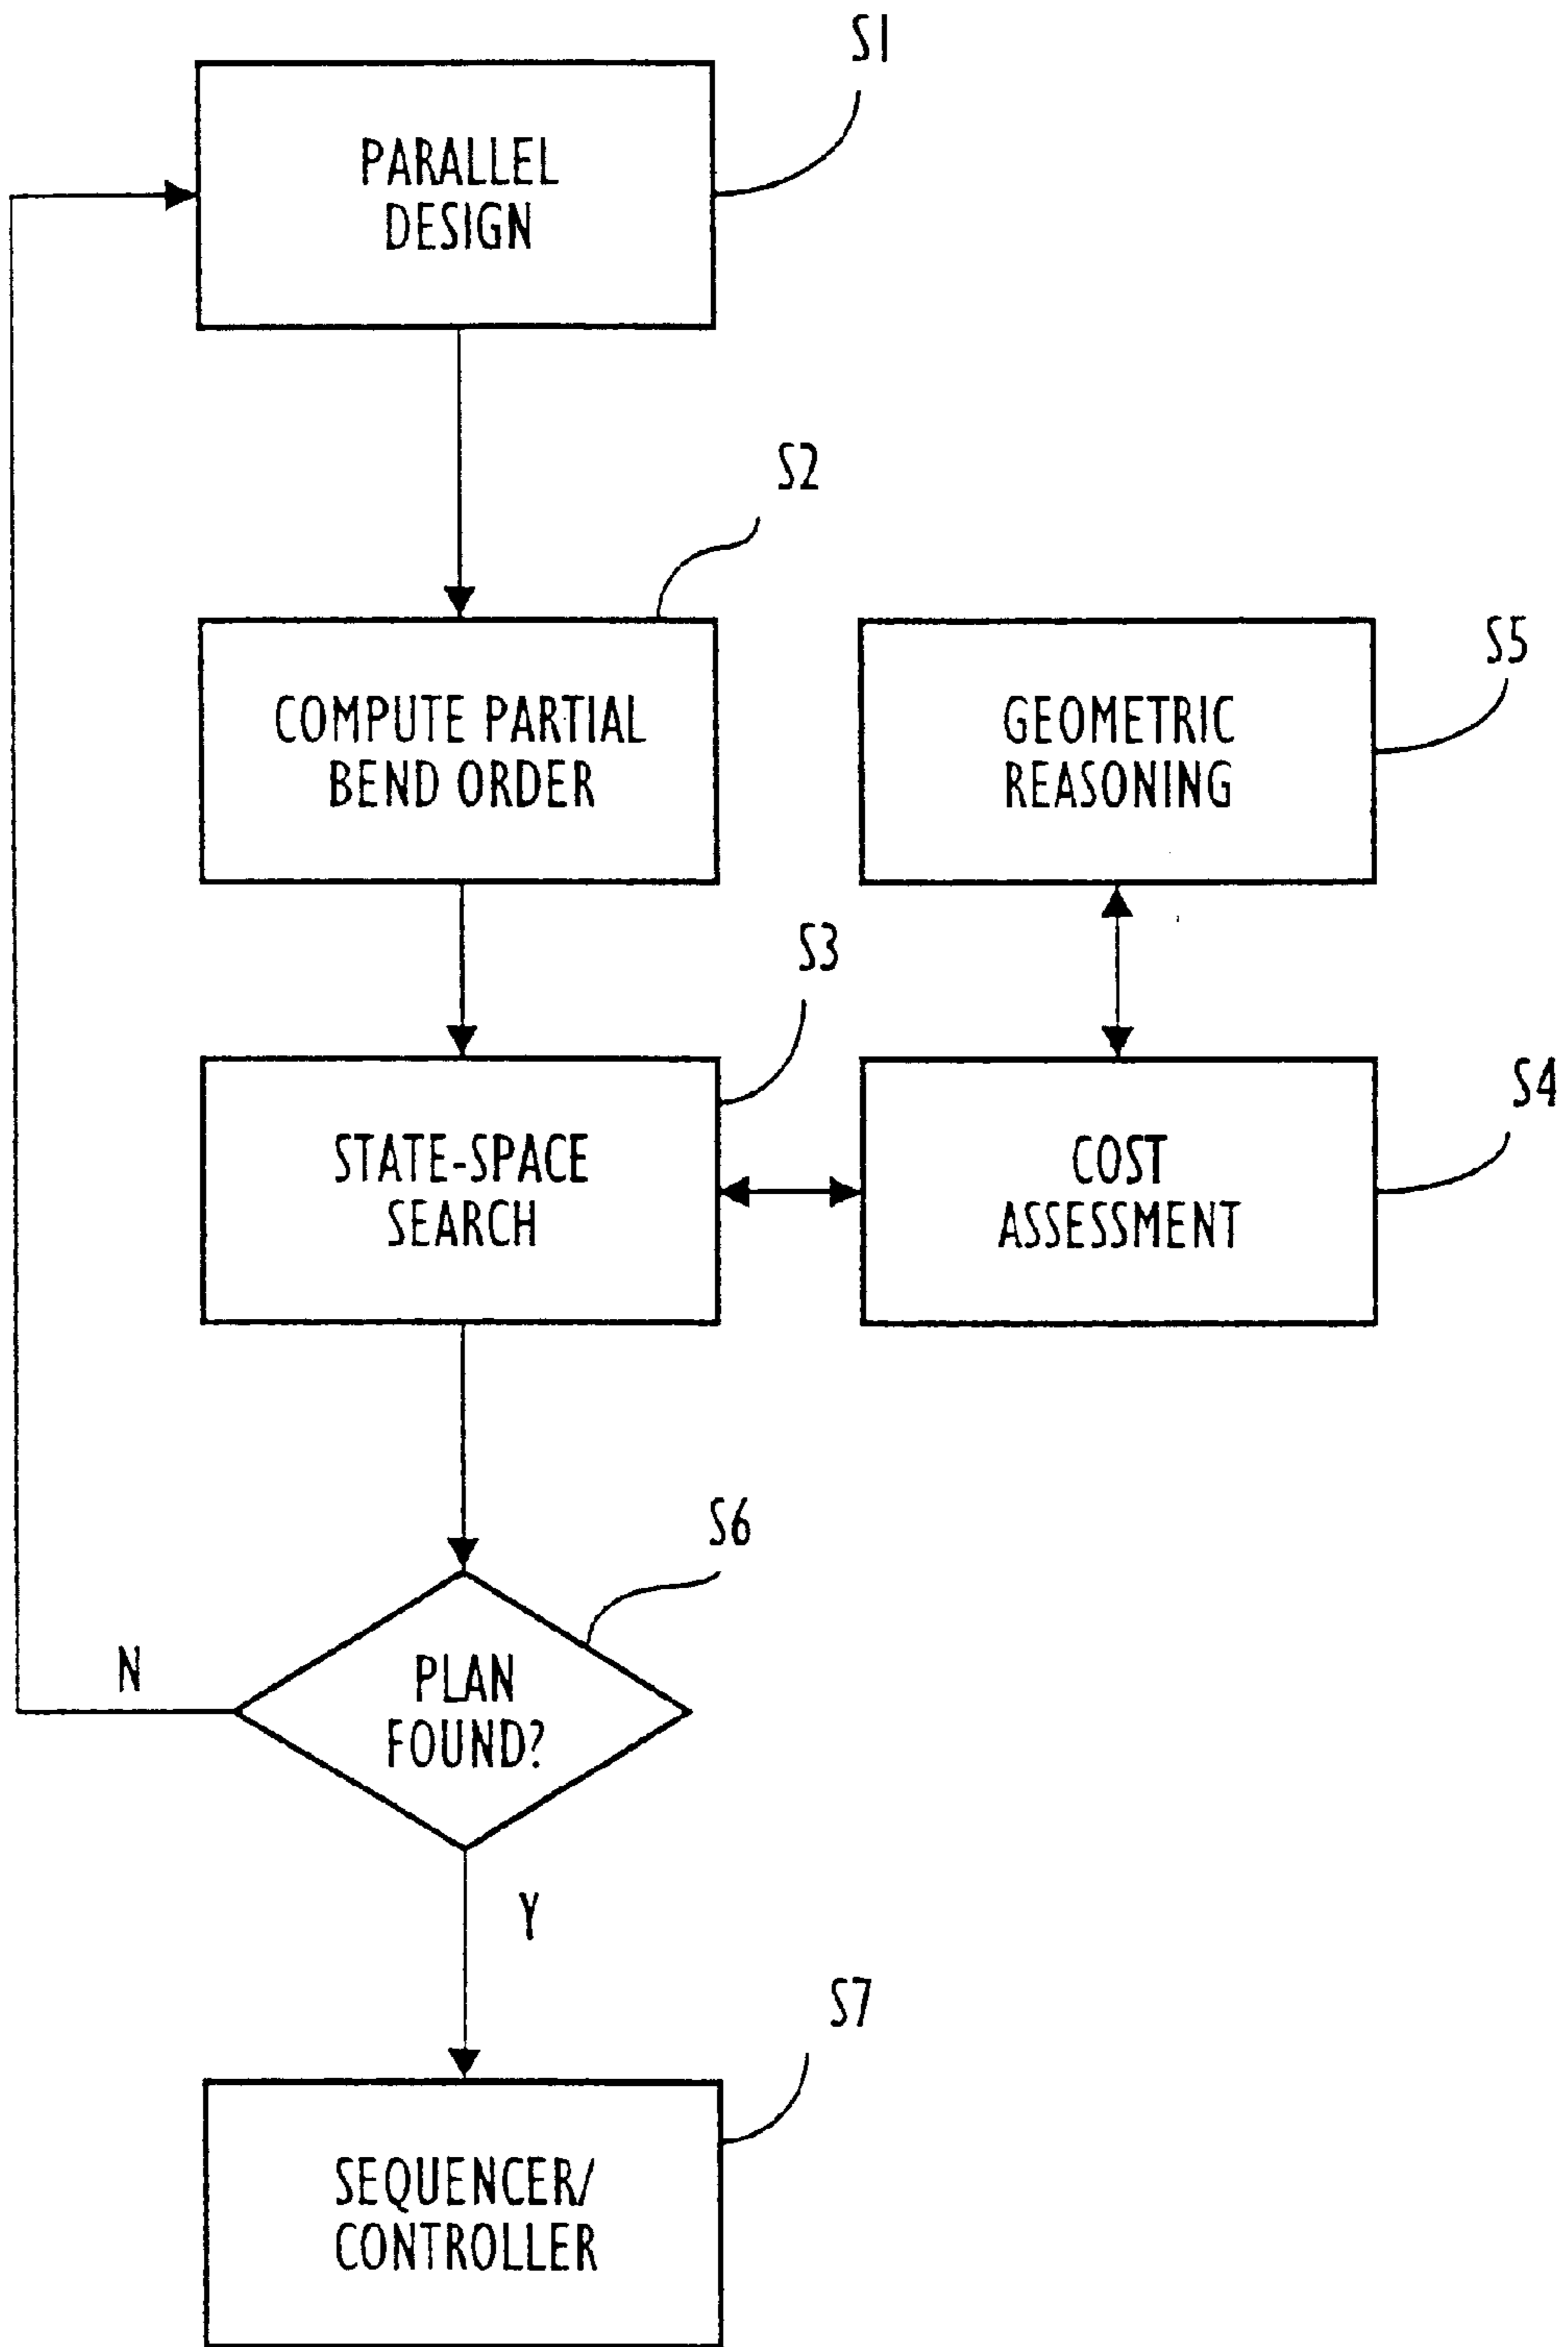 S1
PARALLEL
DESIGN
S2
COMPUTE PARTIAL
BEND ORDER
S5
GEOMETRIC
REASONING
S3
STATE-SPACE
SEARCH
S4
COST
ASSESSMENT
S6
PLAN
FOUND?
N
Y
S7
SEQUENCER/
CONTROLLER